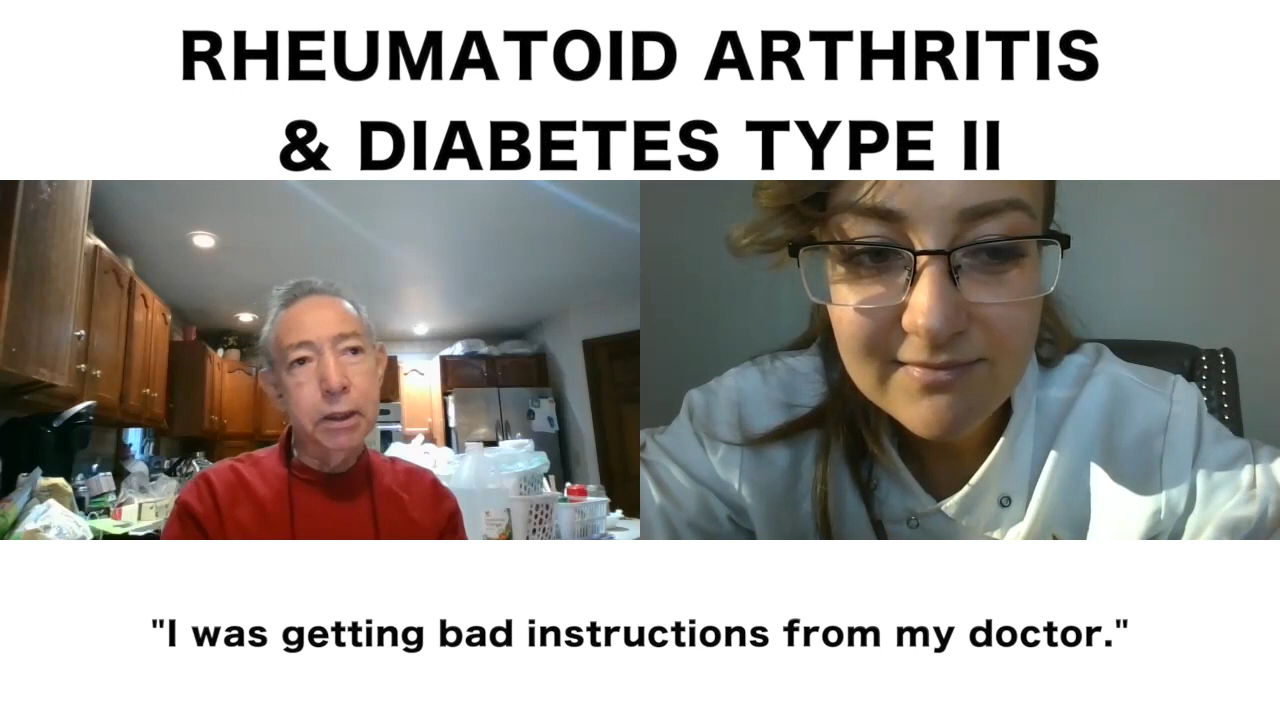 RHEUMATOID ARTHRITIS
& DIABETES TYPE II
"I was getting bad instructions from my doctor."